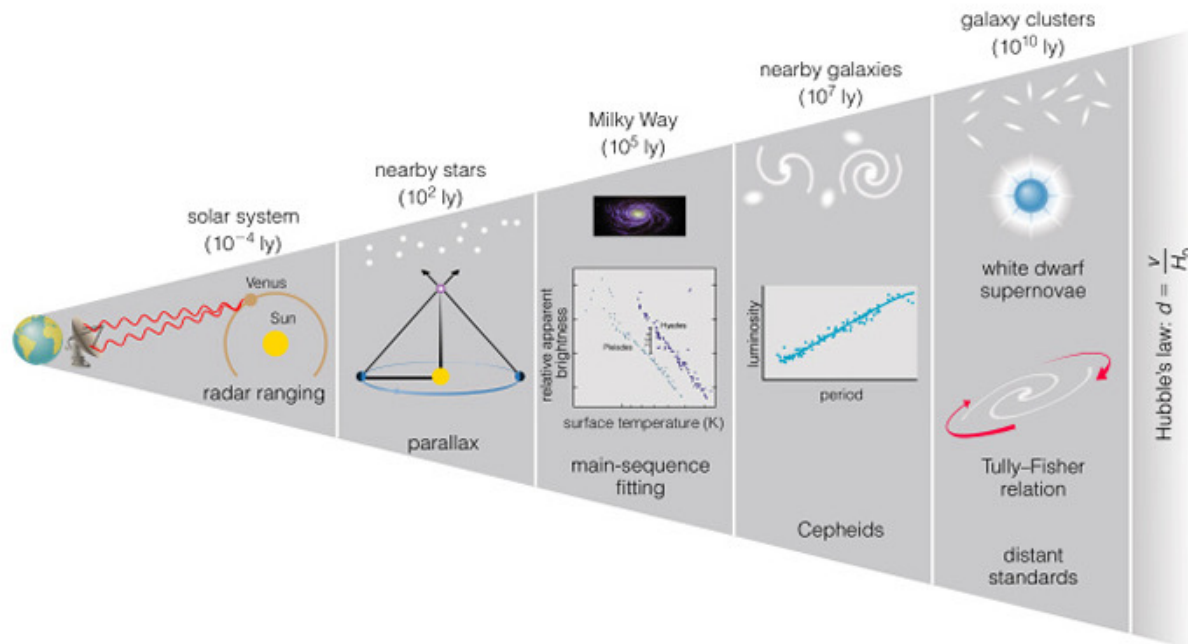 solar system
(10⁻⁴ ly)
Venus
Sun
radar ranging
nearby stars
(10² ly)
parallax
Milky Way
(10⁵ ly)
relative apparent
brightness
Pleiades
Hyades
surface temperature (K)
main-sequence
fitting
nearby galaxies
(10⁷ ly)
luminosity
period
Cepheids
galaxy clusters
(10¹⁰ ly)
white dwarf
supernovae
Tully–Fisher
relation
distant
standards
Hubble's law: d = v/H₀